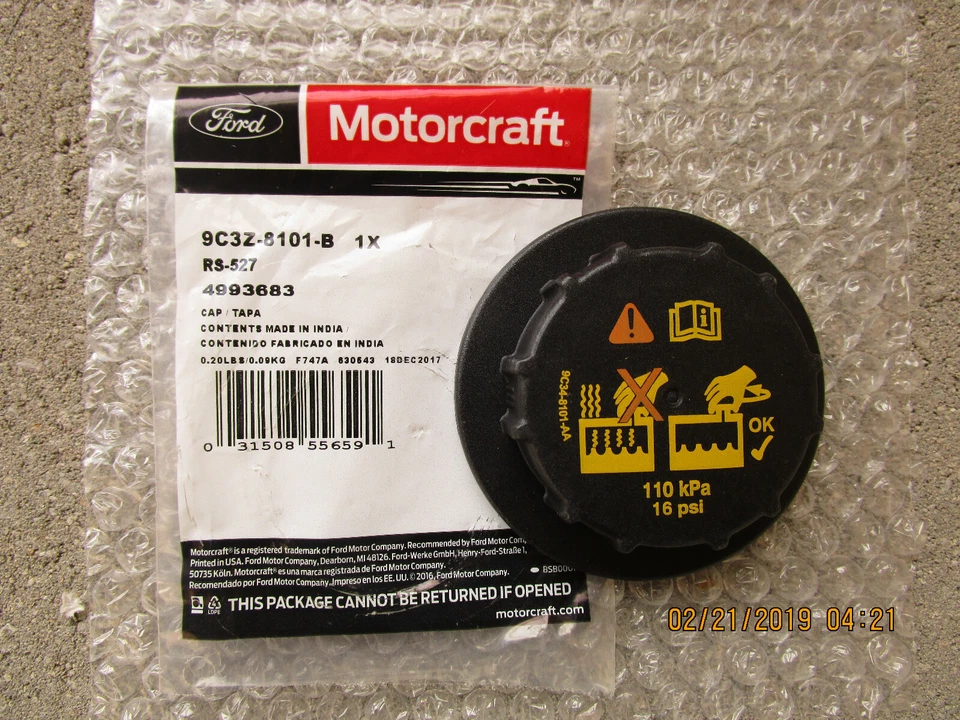 Ford Motorcraft®
™
9C3Z-8101-B 1X
RS-527
4993683
CAP / TAPA
CONTENTS MADE IN INDIA /
CONTENIDO FABRICADO EN INDIA
0.20LBS/0.09KG F747A 630543 18DEC2017
0 31508 55659 1
Motorcraft® is a registered trademark of Ford Motor Company. Recommended by Ford Motor Com
Printed in USA. Ford Motor Company, Dearborn, MI 48126. Ford-Werke GmbH, Henry-Ford-Straße 1,
50735 Köln. Motorcraft® es una marca registrada de Ford Motor Company.
Recomendado por Ford Motor Company. Impreso en los EE. UU. © 2016, Ford Motor Company.
LDPE THIS PACKAGE CANNOT BE RETURNED IF OPENED
motorcraft.com
9C34-8101-AA
OK
110 kPa
16 psi
02/21/2019 04:21